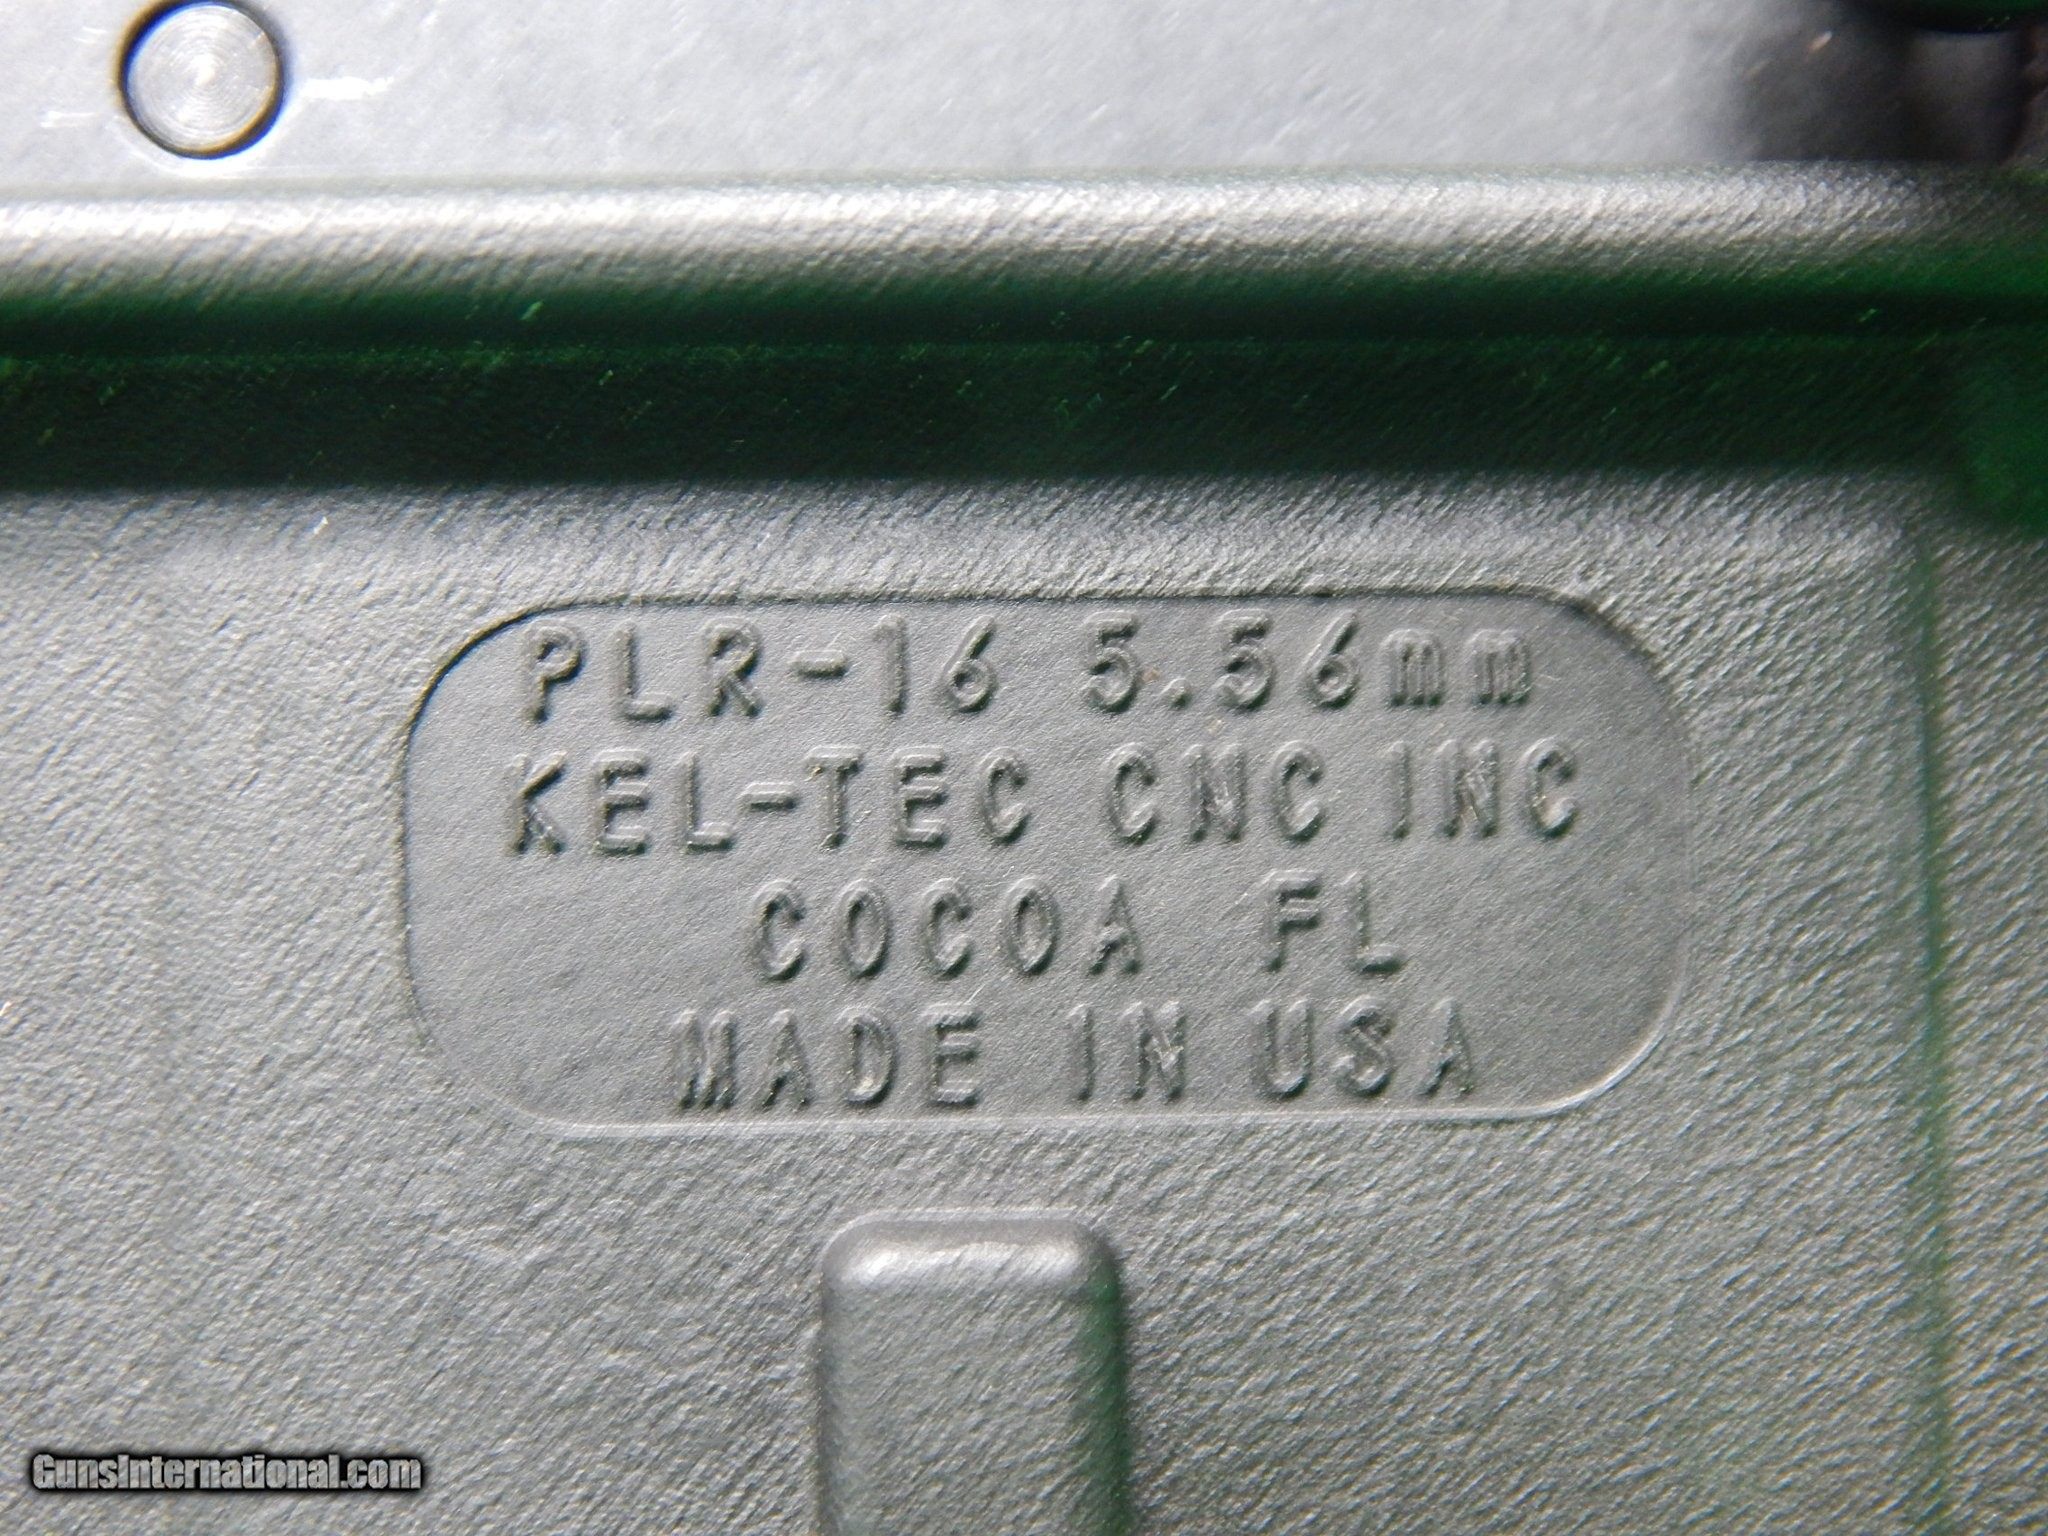 PLR-16 5.56mm
KEL-TEC CNC INC
COCOA FL
MADE IN USA
GunsInternational.com